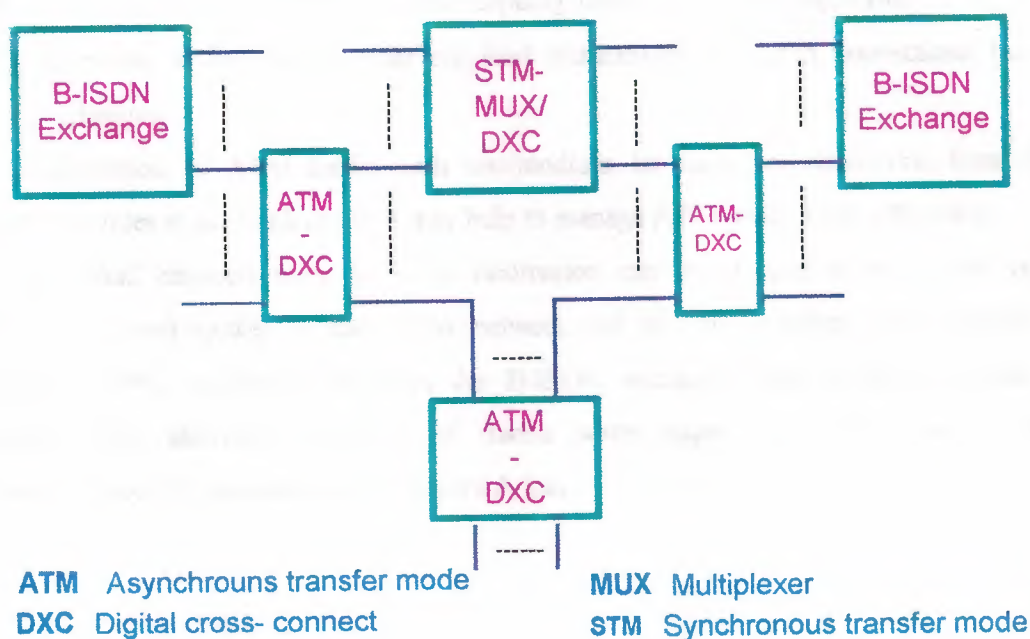 B-ISDN
Exchange
STM-
MUX/
DXC
B-ISDN
Exchange
ATM
-
DXC
ATM-
DXC
ATM
-
DXC
ATM Asynchrouns transfer mode
MUX Multiplexer
DXC Digital cross- connect
STM Synchronous transfer mode